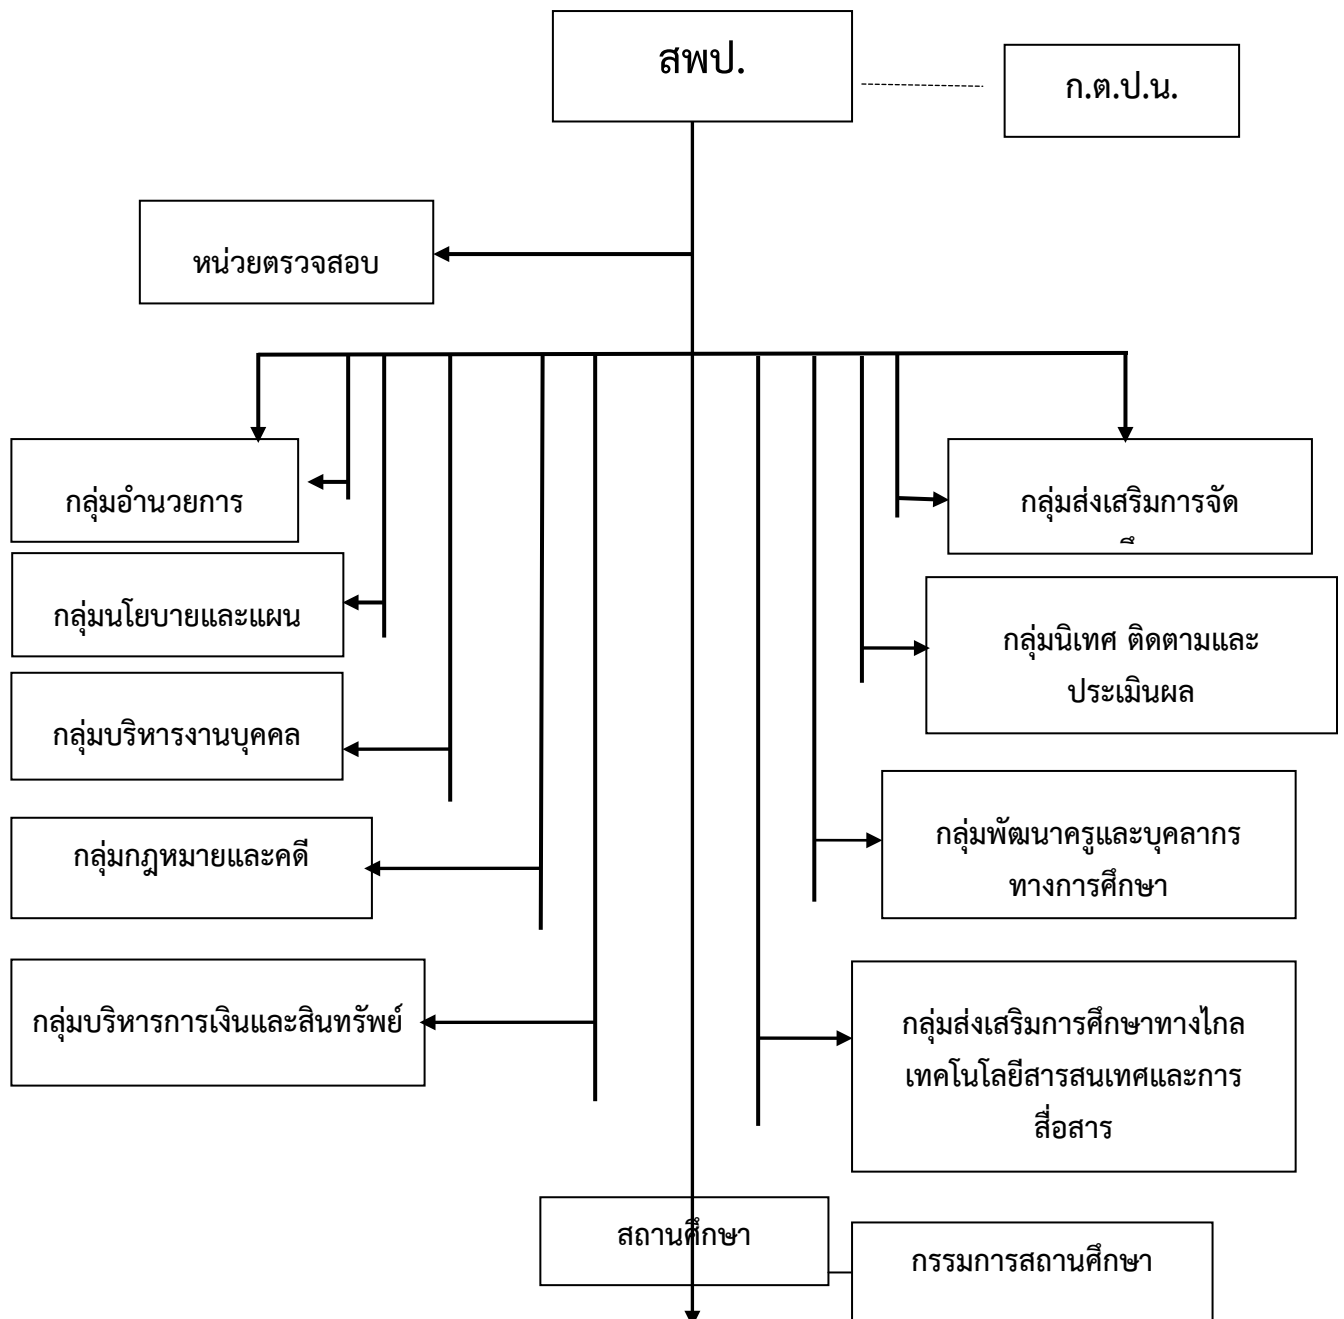 สพป.
ก.ต.ป.น.
หน่วยตรวจสอบ
กลุ่มอำนวยการ
กลุ่มนโยบายและแผน
กลุ่มบริหารงานบุคคล
กลุ่มกฎหมายและคดี
กลุ่มบริหารการเงินและสินทรัพย์
กลุ่มส่งเสริมการจัด
กลุ่มนิเทศ ติดตามและ
ประเมินผล
กลุ่มพัฒนาครูและบุคลากร
ทางการศึกษา
กลุ่มส่งเสริมการศึกษาทางไกล
เทคโนโลยีสารสนเทศและการ
สื่อสาร
สถานศึกษา
กรรมการสถานศึกษา